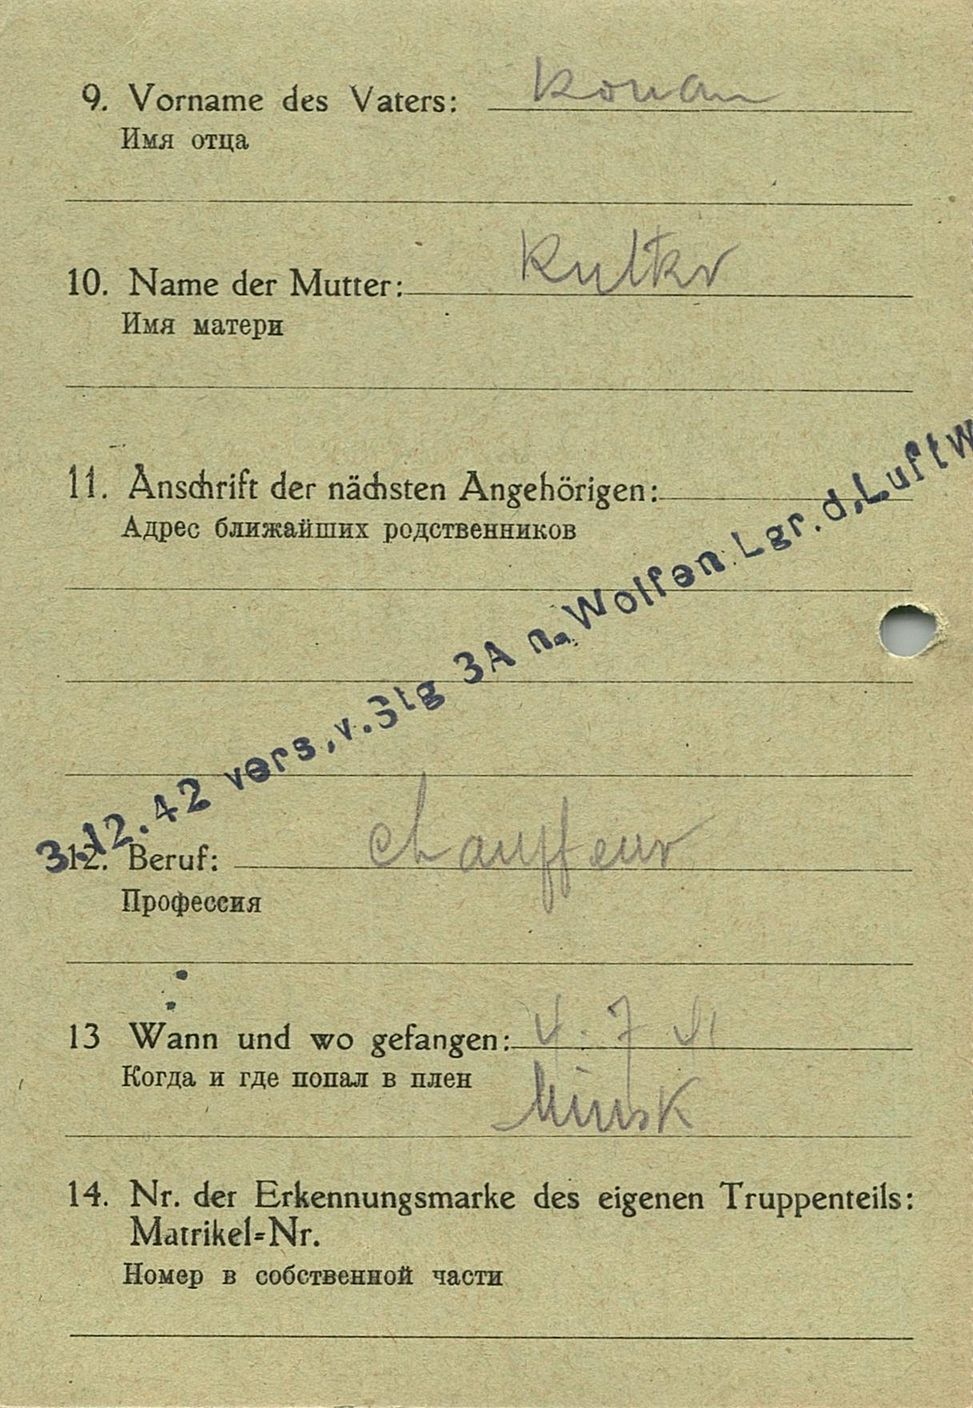 9. Vorname des Vaters: Konan
Имя отца
10. Name der Mutter: Kulko
Имя матери
11. Anschrift der nächsten Angehörigen:
Адрес ближайших родственников
3.12.42 vers.v.Stg 3A n.Wolfen Lgr.d.Luftw
12. Beruf: Chauffeur
Профессия
13 Wann und wo gefangen: 4.7 41
Когда и где попал в плен
Minsk
14. Nr. der Erkennungsmarke des eigenen Truppenteils:
Matrikel=Nr.
Номер в собственной части